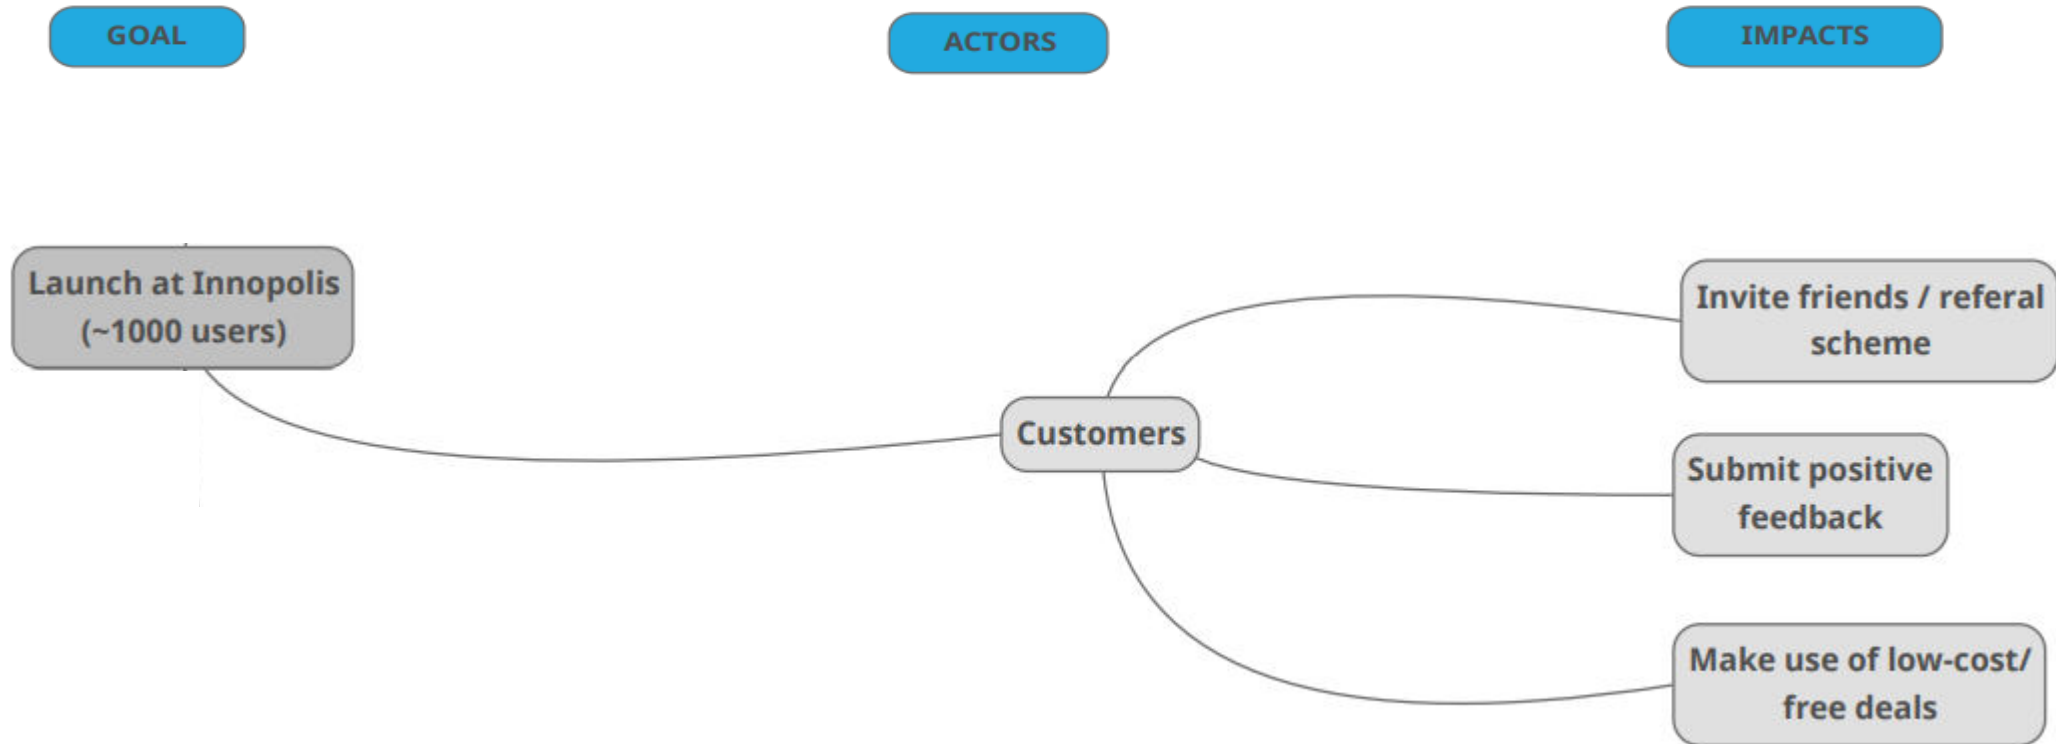 GOAL
ACTORS
IMPACTS
Launch at Innopolis
(~1000 users)
Customers
Invite friends / referal
scheme
Submit positive
feedback
Make use of low-cost/
free deals